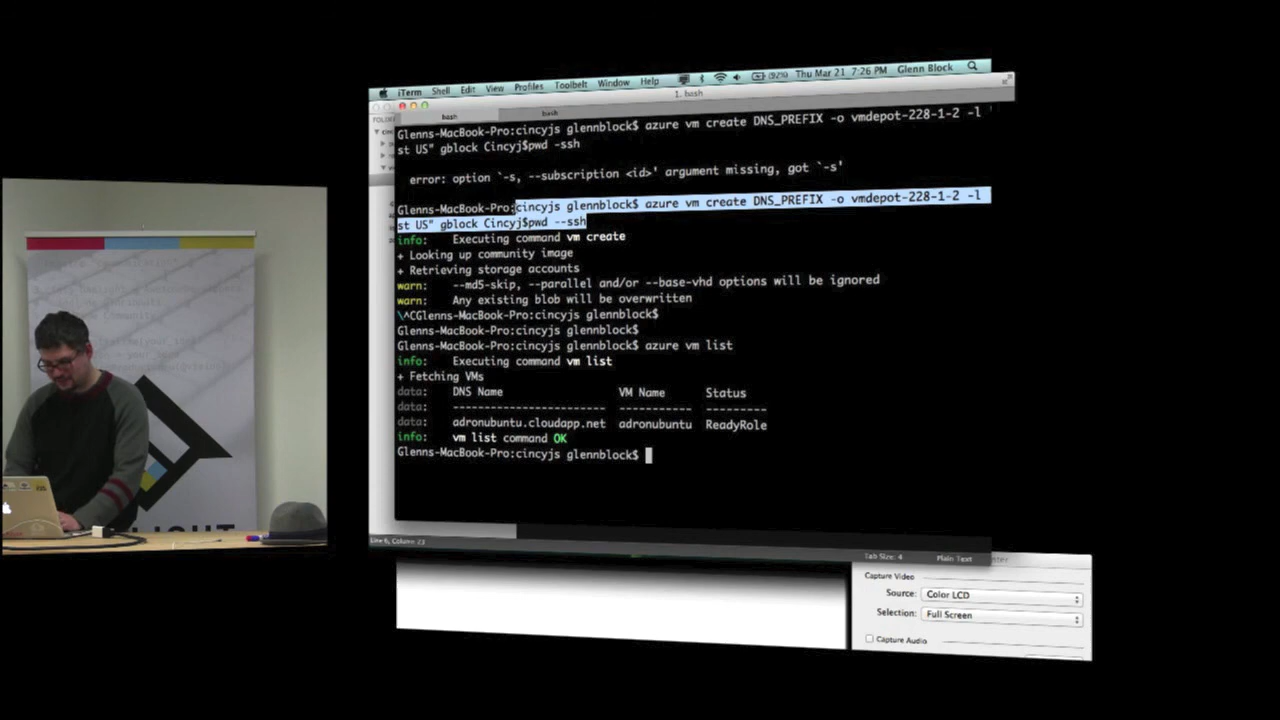 iTerm Shell Edit View Profiles Toolbelt Window Help (92%) Thu Mar 21 7:26 PM Glenn Block
1. bash
bash bash
Glenns-MacBook-Pro:cincyjs glennblock$ azure vm create DNS_PREFIX -o vmdepot-228-1-2 -l
st US" gblock Cincyj$pwd -ssh
error: option `-s, --subscription <id>' argument missing, got `-s'
Glenns-MacBook-Pro:cincyjs glennblock$ azure vm create DNS_PREFIX -o vmdepot-228-1-2 -l
st US" gblock Cincyj$pwd --ssh
info: Executing command vm create
+ Looking up community image
+ Retrieving storage accounts
warn: --md5-skip, --parallel and/or --base-vhd options will be ignored
warn: Any existing blob will be overwritten
\^CGlenns-MacBook-Pro:cincyjs glennblock$
Glenns-MacBook-Pro:cincyjs glennblock$
Glenns-MacBook-Pro:cincyjs glennblock$ azure vm list
info: Executing command vm list
+ Fetching VMs
data: DNS Name VM Name Status
data: ----------------------- ----------- ---------
data: adronubuntu.cloudapp.net adronubuntu ReadyRole
info: vm list command OK
Glenns-MacBook-Pro:cincyjs glennblock$
Line 6, Column 23
Tab Size: 4 Plain Text
Capture Video
Source: Color LCD
Selection: Full Screen
Capture Audio